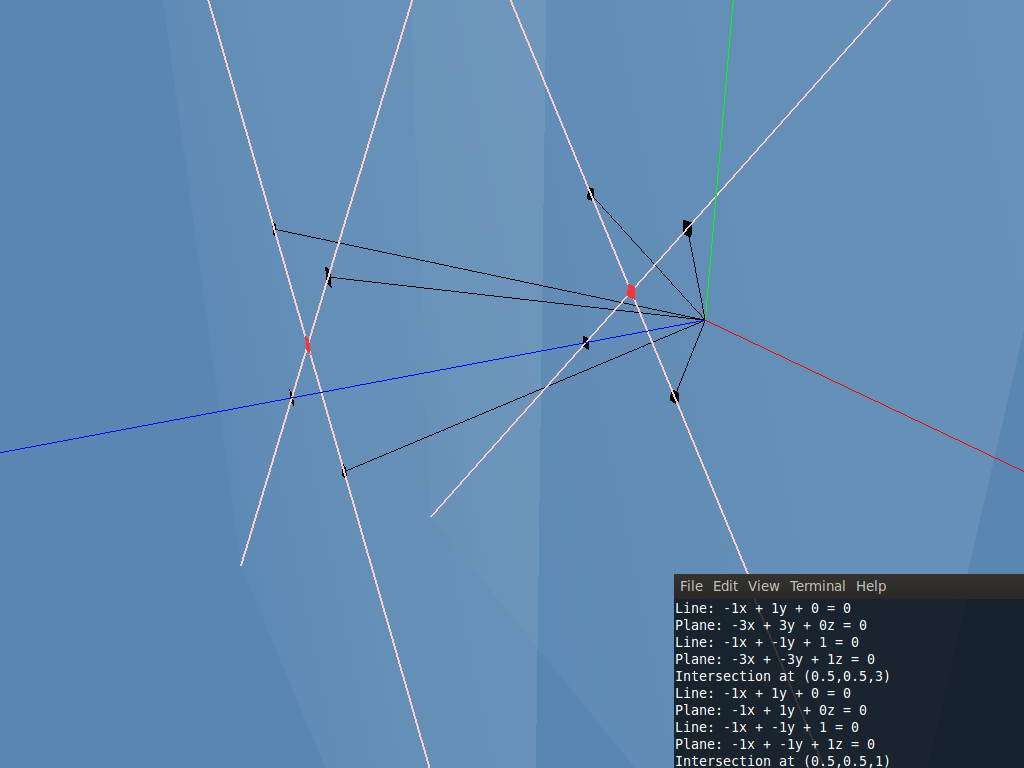 File Edit View Terminal Help
Line: -1x + 1y + 0 = 0
Plane: -3x + 3y + 0z = 0
Line: -1x + -1y + 1 = 0
Plane: -3x + -3y + 1z = 0
Intersection at (0.5,0.5,3)
Line: -1x + 1y + 0 = 0
Plane: -1x + 1y + 0z = 0
Line: -1x + -1y + 1 = 0
Plane: -1x + -1y + 1z = 0
Intersection at (0.5,0.5,1)